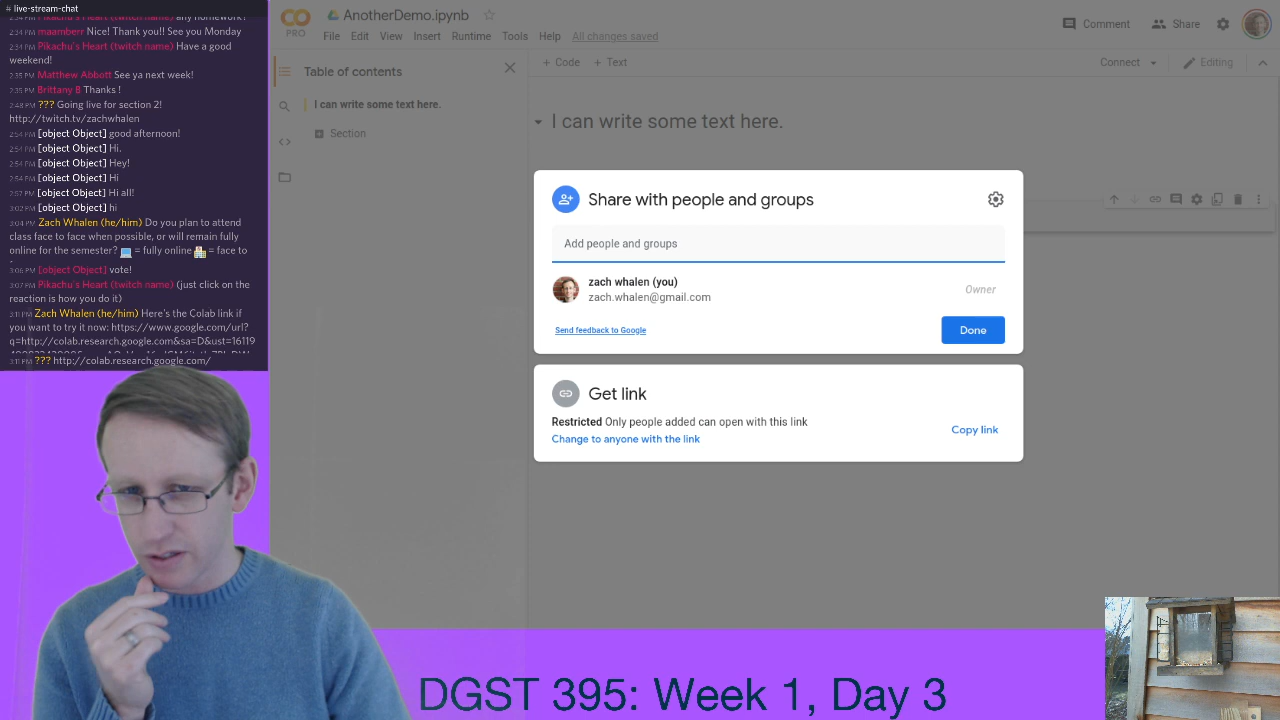 # live-stream-chat
any homework!
2:34 PM maamberr Nice! Thank you!! See you Monday
2:34 PM Pikachu's Heart (twitch name) Have a good
weekend!
2:35 PM Matthew Abbott See ya next week!
2:35 PM Brittany B Thanks !
2:48 PM ??? Going live for section 2!
http://twitch.tv/zachwhalen
2:54 PM [object Object] good afternoon!
2:54 PM [object Object] Hi.
2:54 PM [object Object] Hey!
2:54 PM [object Object] Hi
2:57 PM [object Object] Hi all!
3:02 PM [object Object] hi
3:04 PM Zach Whalen (he/him) Do you plan to attend
class face to face when possible, or will remain fully
online for the semester? 💻 = fully online 🏫 = face to
3:06 PM [object Object] vote!
3:07 PM Pikachu's Heart (twitch name) (just click on the
reaction is how you do it)
3:11 PM Zach Whalen (he/him) Here's the Colab link if
you want to try it now: https://www.google.com/url?
q=http://colab.research.google.com&sa=D&ust=16119
3:11 PM ??? http://colab.research.google.com/
PRO
AnotherDemo.ipynb
File Edit View Insert Runtime Tools Help All changes saved
Comment Share
Table of contents
I can write some text here.
Section
+ Code + Text
Connect Editing
I can write some text here.
Share with people and groups
Add people and groups
zach whalen (you)
zach.whalen@gmail.com
Owner
Send feedback to Google
Done
Get link
Restricted Only people added can open with this link
Change to anyone with the link
Copy link
DGST 395: Week 1, Day 3